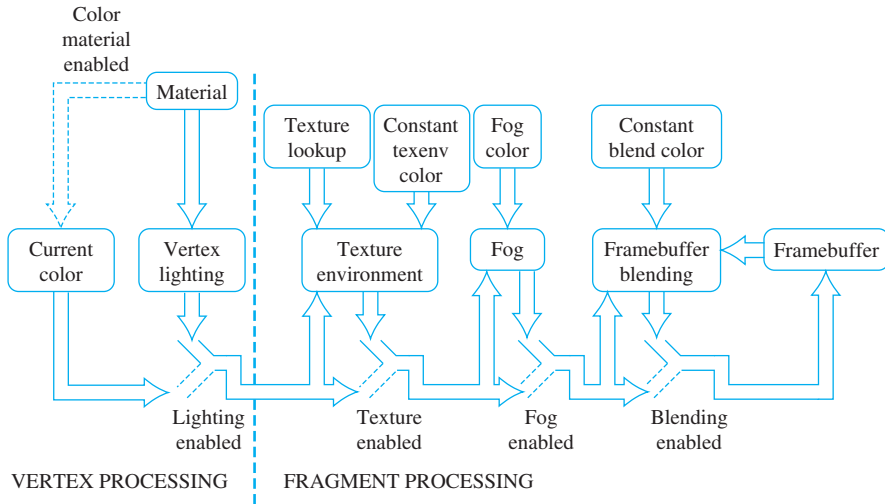 Color
material
enabled
Material
Texture
lookup
Constant
texenv
color
Fog
color
Constant
blend color
Current
color
Vertex
lighting
Texture
environment
Fog
Framebuffer
blending
Framebuffer
Lighting
enabled
Texture
enabled
Fog
enabled
Blending
enabled
VERTEX PROCESSING
FRAGMENT PROCESSING